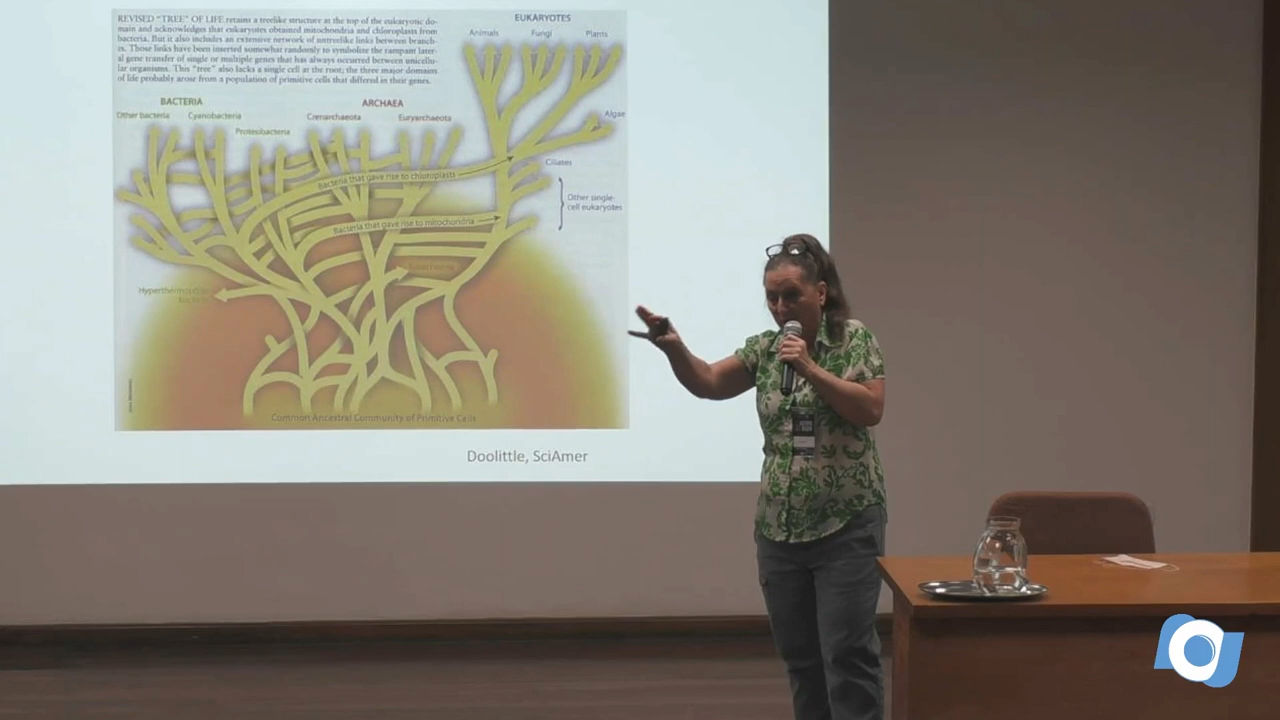 REVISED "TREE" OF LIFE retains a treelike structure at the top of the eukaryotic do-
main and acknowledges that eukaryotes obtained mitochondria and chloroplasts from
bacteria. But it also includes an extensive network of untreelike links between branch-
es. Those links have been inserted somewhat randomly to symbolize the rampant later-
al gene transfer of single or multiple genes that has always occurred between unicellu-
lar organisms. This "tree" also lacks a single cell at the root; the three major domains
of life probably arose from a population of primitive cells that differed in their genes.
EUKARYOTES
Animals Fungi Plants
BACTERIA
ARCHAEA
Other bacteria Cyanobacteria
Proteobacteria
Crenarchaeota Euryarchaeota
Algae
Ciliates
Bacteria that gave rise to chloroplasts
Other single-
cell eukaryotes
Bacteria that gave rise to mitochondria
Common Ancestral Community of Primitive Cells
Doolittle, SciAmer